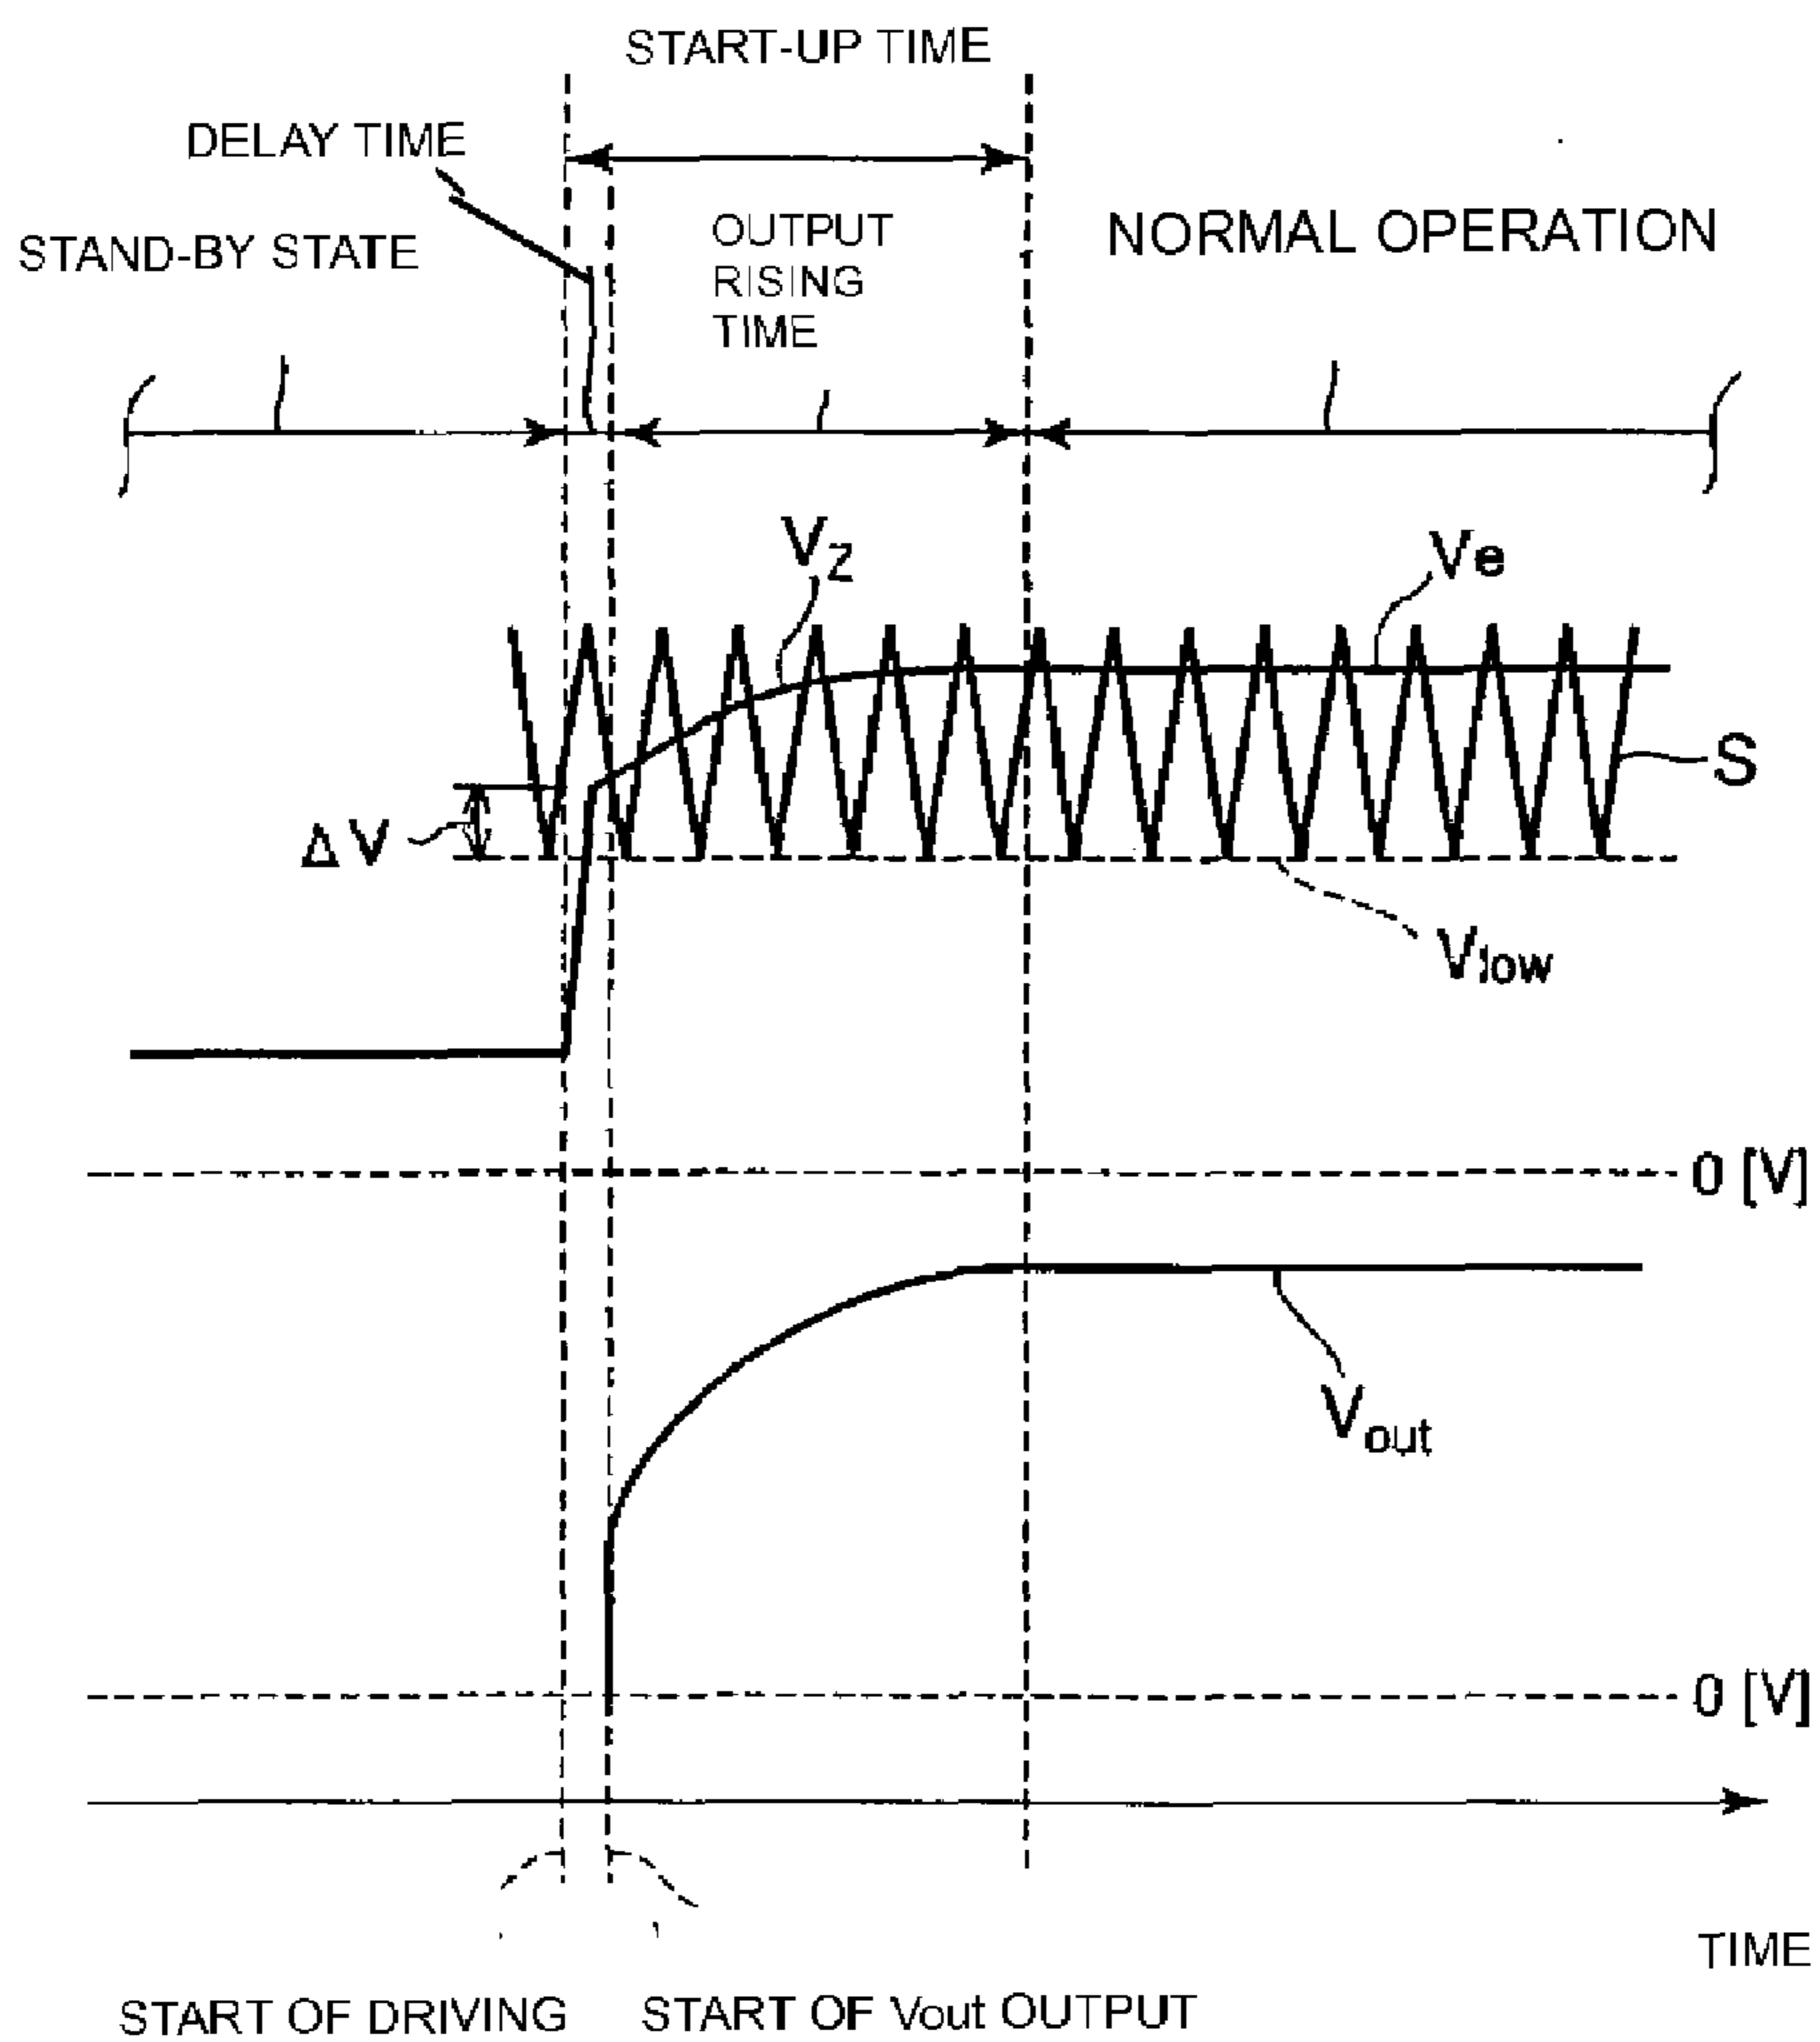 START-UP TIME
DELAY TIME
STAND-BY STATE
OUTPUT
RISING
TIME
NORMAL OPERATION
VZ
Ve
S
ΔV
Vlow
0 [V]
Vout
0 [V]
TIME
START OF DRIVING
START OF Vout OUTPUT